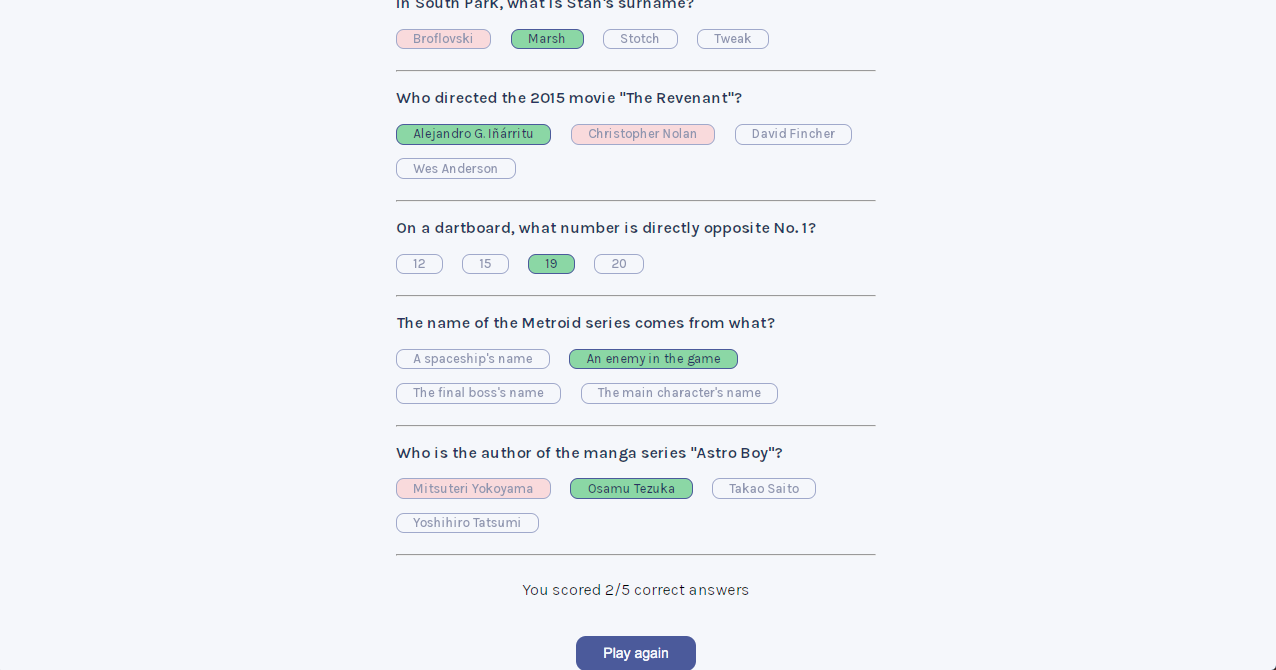 In South Park, what is Stan's surname?
Broflovski Marsh Stotch Tweak
Who directed the 2015 movie "The Revenant"?
Alejandro G. Iñárritu Christopher Nolan David Fincher
Wes Anderson
On a dartboard, what number is directly opposite No. 1?
12 15 19 20
The name of the Metroid series comes from what?
A spaceship's name An enemy in the game
The final boss's name The main character's name
Who is the author of the manga series "Astro Boy"?
Mitsuteri Yokoyama Osamu Tezuka Takao Saito
Yoshihiro Tatsumi
You scored 2/5 correct answers
Play again